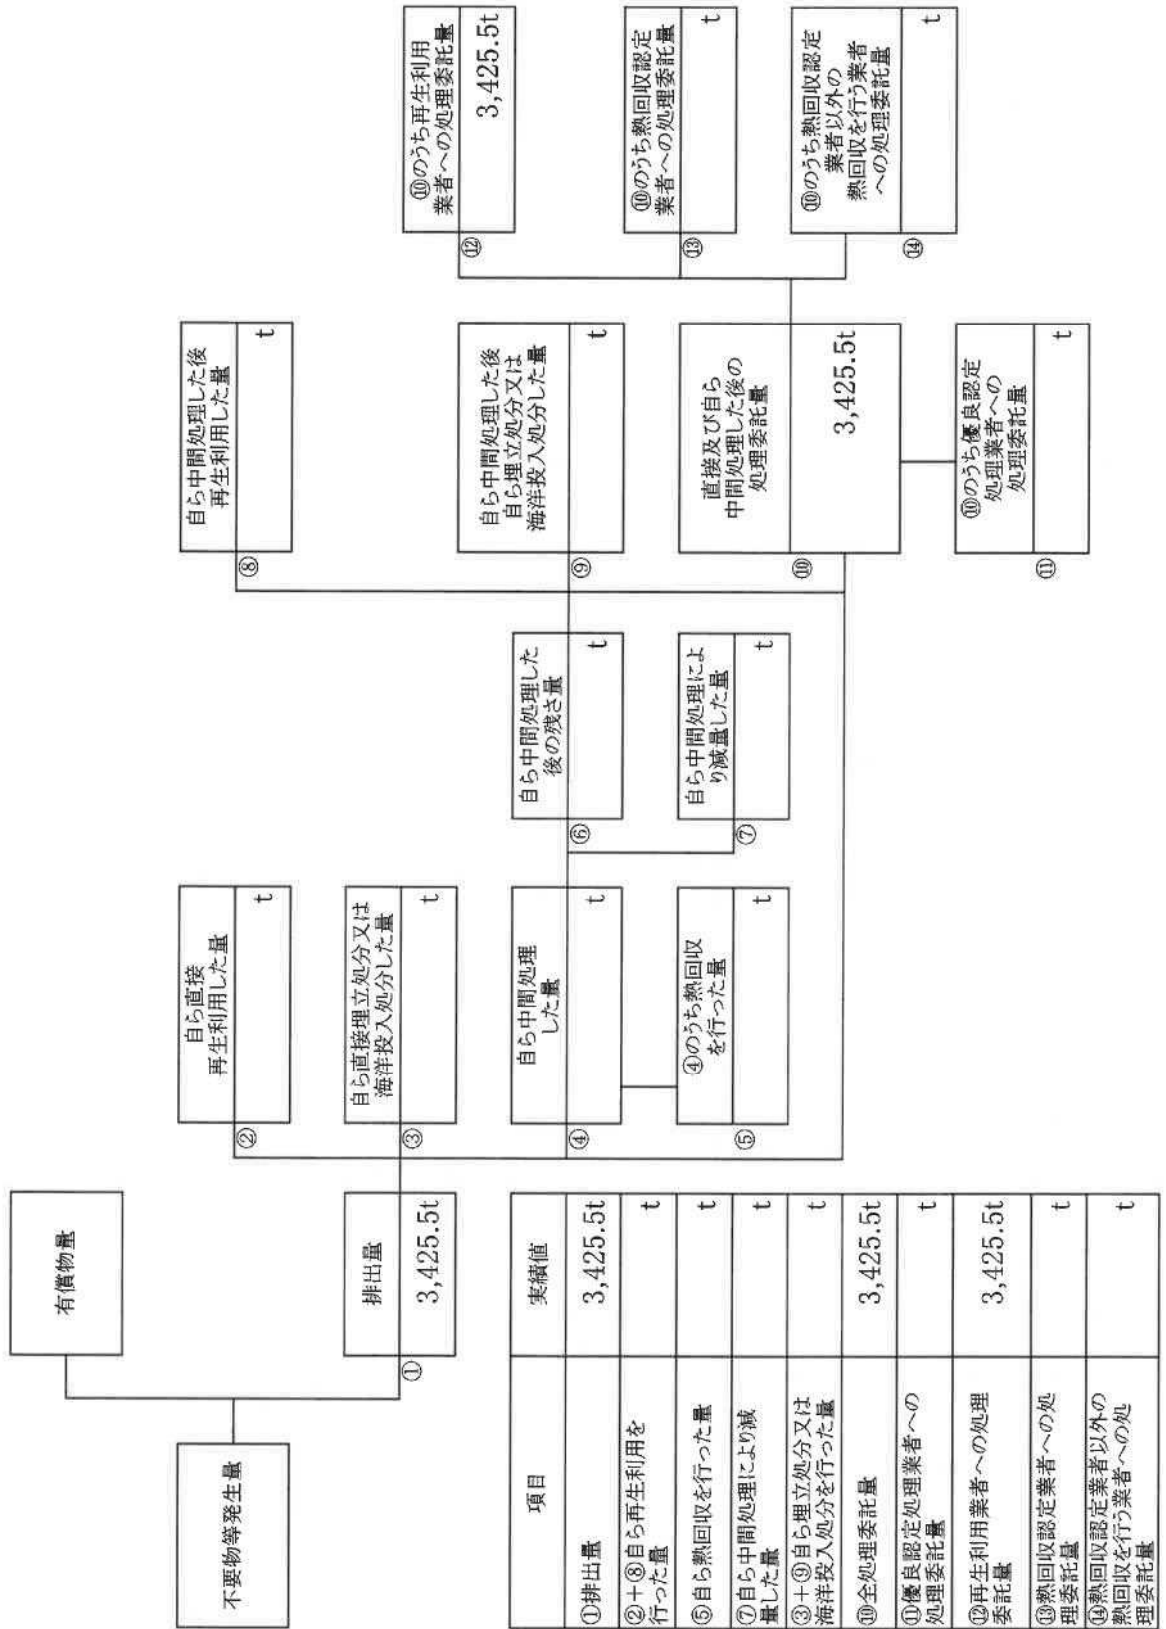 不要物等発生量
有償物量
①
排出量
3,425.5t
②
自ら直接
再生利用した量
t
③
自ら直接埋立処分又は
海洋投入処分した量
t
④
自ら中間処理
した量
t
⑤
④のうち熱回収
を行った量
t
⑥
自ら中間処理した
後の残さ量
t
⑦
自ら中間処理によ
り減量した量
t
⑧
自ら中間処理した後
再生利用した量
t
⑨
自ら中間処理した後
自ら埋立処分又は
海洋投入処分した量
t
⑩
直接及び自ら
中間処理した後の
処理委託量
3,425.5t
⑪
⑩のうち優良認定
処理業者への
処理委託量
t
⑫
⑩のうち再生利用
業者への処理委託量
3,425.5t
⑬
⑩のうち熱回収認定
業者への処理委託量
t
⑭
⑩のうち熱回収認定
業者以外の
熱回収を行う業者
への処理委託量
t
項目 実績値
①排出量 3,425.5t
②+⑧自ら再生利用を
行った量 t
⑤自ら熱回収を行った量 t
⑦自ら中間処理により減
量した量 t
③+⑨自ら埋立処分又は
海洋投入処分を行った量 t
⑩全処理委託量 3,425.5t
⑪優良認定処理業者への
処理委託量 t
⑫再生利用業者への処理
委託量 3,425.5t
⑬熱回収認定業者への処
理委託量 t
⑭熱回収認定業者以外の
熱回収を行う業者への処
理委託量 t